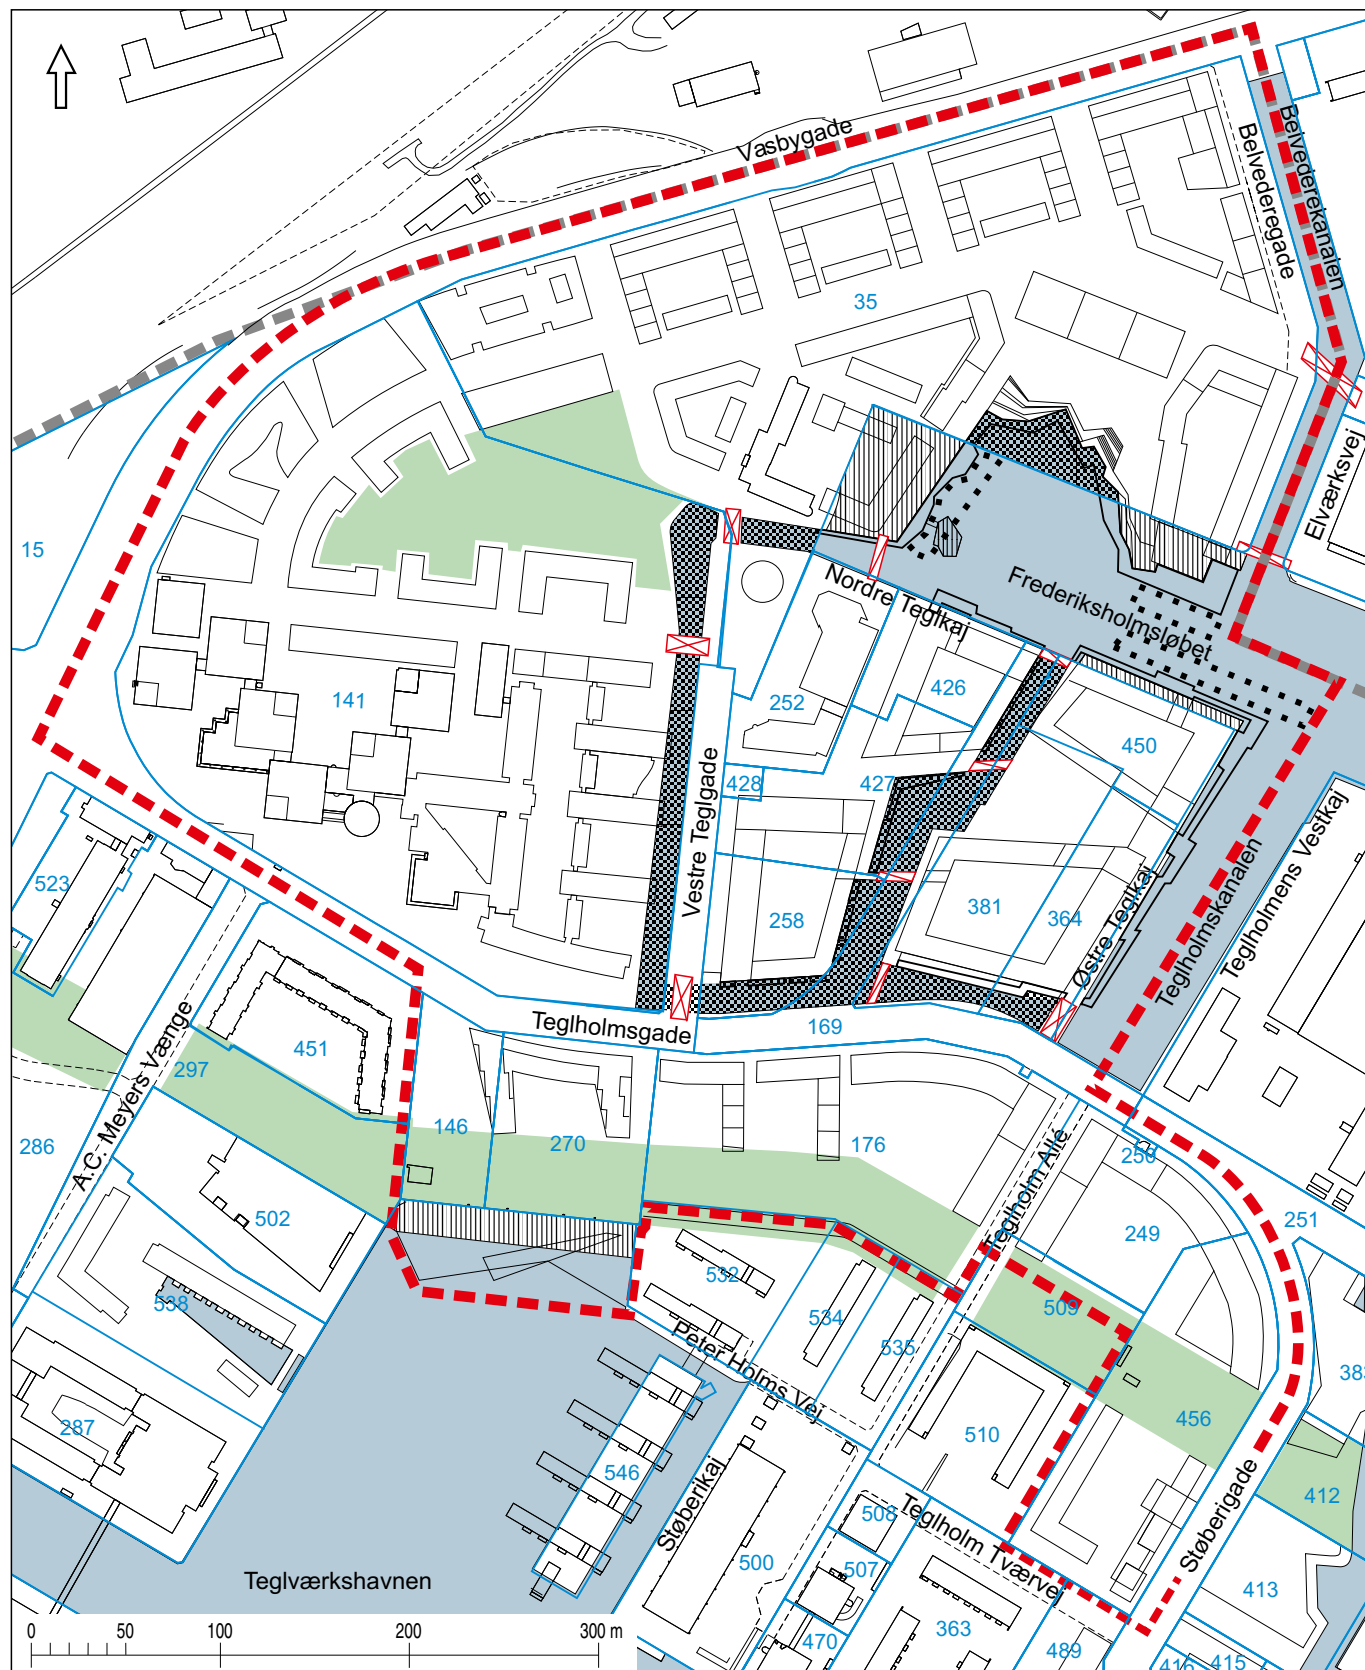 Vasbygade
Belvederekanalen
Belvederegade
35
Elværksvej
15
Nordre Teglkaj
Frederiksholmsløbet
141
252
426
450
428
427
Vestre Teglgade
Teglholmens Vestkaj
Teglholmskanalen
Østre Teglkaj
523
258
381
364
Teglholmsgade
169
451
297
A.C. Meyers Vænge
286
146
270
176
Teglholm Allé
250
249
251
502
532
509
538
534
535
383
Peter Holms Vej
287
456
510
546
412
Støberikaj
Støberigade
508
Teglholm Tværvej
500
507
Teglværkshavnen
413
363
470
489
416
415
0 50 100 200 300 m